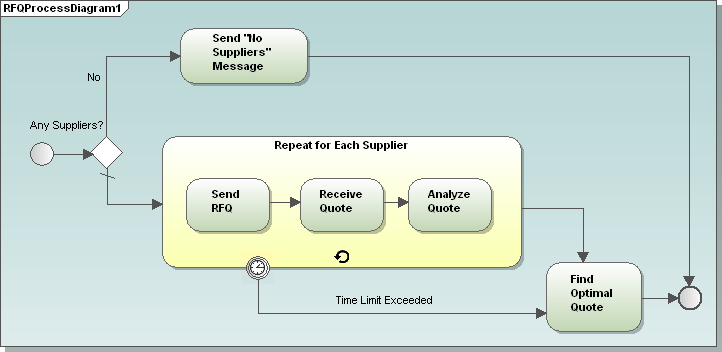 RFQProcessDiagram1
Send "No
Suppliers"
Message
No
Any Suppliers?
Repeat for Each Supplier
Send
RFQ
Receive
Quote
Analyze
Quote
Time Limit Exceeded
Find
Optimal
Quote